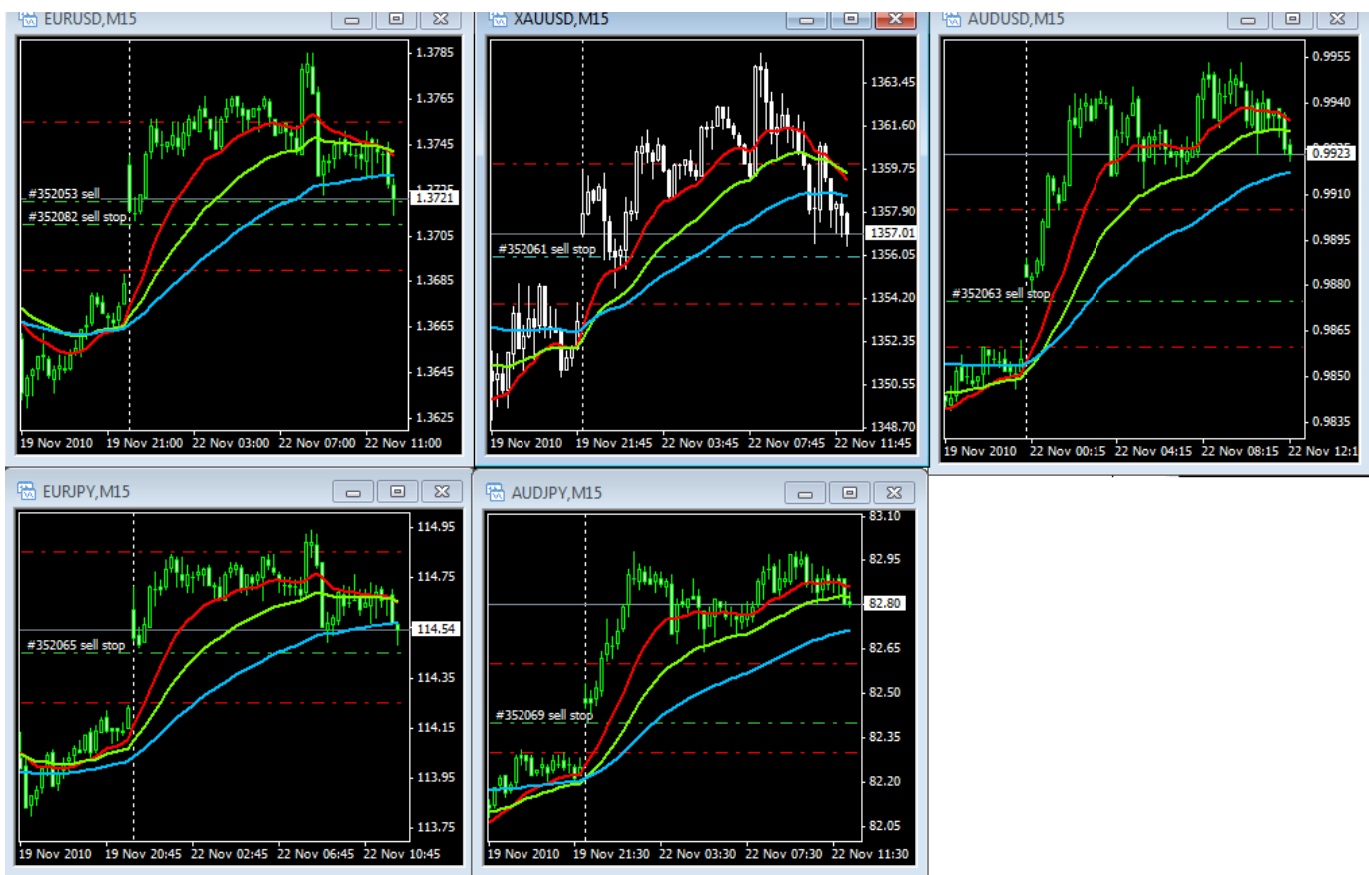 EURUSD,M15
1.3785
1.3765
1.3745
#352053 sell
1.3721
#352082 sell stop
1.3705
1.3685
1.3665
1.3645
1.3625
19 Nov 2010 19 Nov 21:00 22 Nov 03:00 22 Nov 07:00 22 Nov 11:00
XAUUSD,M15
1363.45
1361.60
1359.75
1357.90
1357.01
#352061 sell stop
1356.05
1354.20
1352.35
1350.55
1348.70
19 Nov 2010 19 Nov 21:45 22 Nov 03:45 22 Nov 07:45 22 Nov 11:45
AUDUSD,M15
0.9955
0.9940
0.9923
0.9910
0.9895
0.9880
#352063 sell stop
0.9865
0.9850
0.9835
19 Nov 2010 22 Nov 00:15 22 Nov 04:15 22 Nov 08:15 22 Nov 12:1
EURJPY,M15
114.95
114.75
114.54
#352065 sell stop
114.35
114.15
113.95
113.75
19 Nov 2010 19 Nov 20:45 22 Nov 02:45 22 Nov 06:45 22 Nov 10:45
AUDJPY,M15
83.10
82.95
82.80
82.65
82.50
#352069 sell stop
82.35
82.20
82.05
19 Nov 2010 19 Nov 21:30 22 Nov 03:30 22 Nov 07:30 22 Nov 11:30